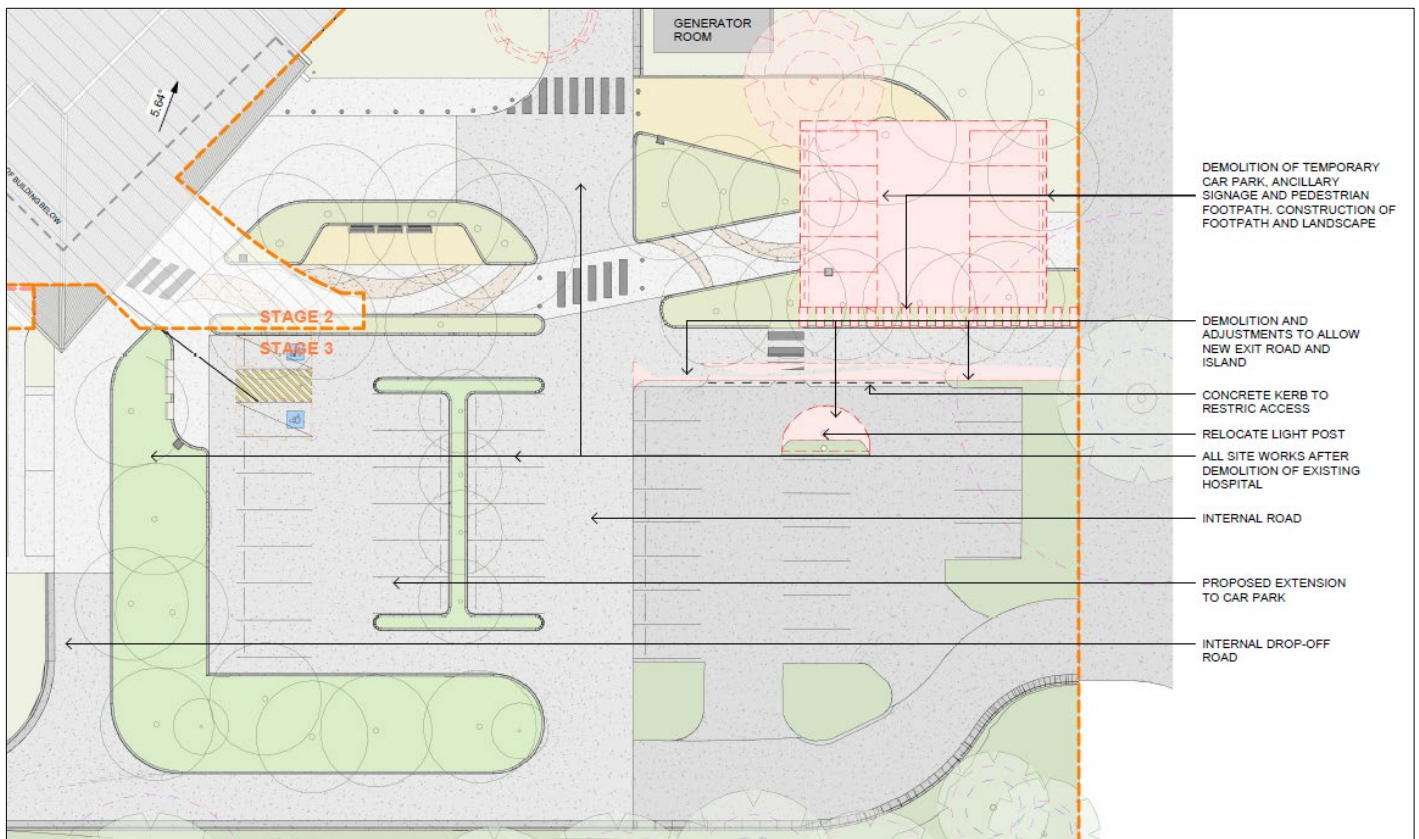 GENERATOR
ROOM
5.64°
OF BUILDING BELOW
STAGE 2
STAGE 3
DEMOLITION OF TEMPORARY
CAR PARK, ANCILLARY
SIGNAGE AND PEDESTRIAN
FOOTPATH. CONSTRUCTION OF
FOOTPATH AND LANDSCAPE
DEMOLITION AND
ADJUSTMENTS TO ALLOW
NEW EXIT ROAD AND
ISLAND
CONCRETE KERB TO
RESTRIC ACCESS
RELOCATE LIGHT POST
ALL SITE WORKS AFTER
DEMOLITION OF EXISTING
HOSPITAL
INTERNAL ROAD
PROPOSED EXTENSION
TO CAR PARK
INTERNAL DROP-OFF
ROAD